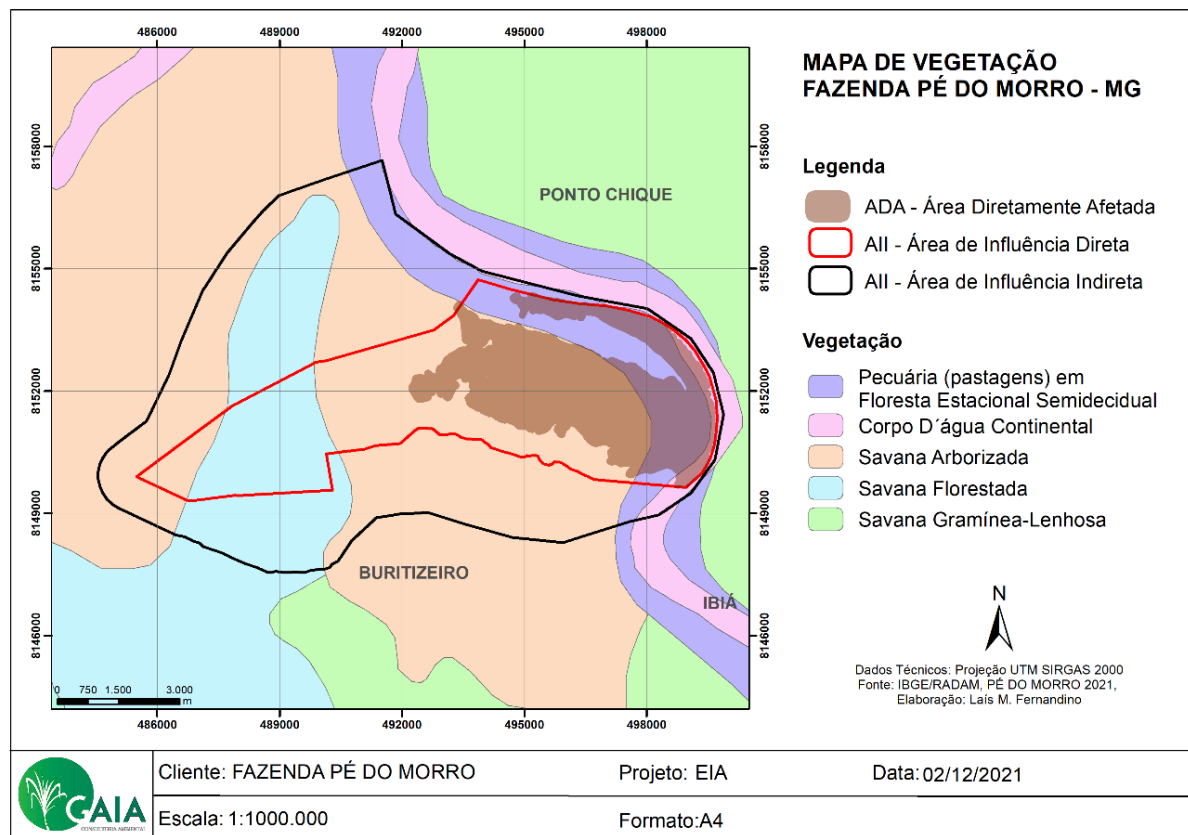 486000 489000 492000 495000 498000
8158000
8155000
8152000
8149000
8146000
PONTO CHIQUE
BURITIZEIRO
IBIÁ
0 750 1.500 3.000
m
8158000
8155000
8152000
8149000
8146000
486000 489000 492000 495000 498000
MAPA DE VEGETAÇÃO
FAZENDA PÉ DO MORRO - MG
Legenda
ADA - Área Diretamente Afetada
AII - Área de Influência Direta
AII - Área de Influência Indireta
Vegetação
Pecuária (pastagens) em
Floresta Estacional Semidecidual
Corpo D´água Continental
Savana Arborizada
Savana Florestada
Savana Gramínea-Lenhosa
N
Dados Técnicos: Projeção UTM SIRGAS 2000
Fonte: IBGE/RADAM, PÉ DO MORRO 2021,
Elaboração: Laís M. Fernandino
GAIA
CONSULTORIA AMBIENTAL
Cliente: FAZENDA PÉ DO MORRO Projeto: EIA Data: 02/12/2021
Escala: 1:1000.000 Formato:A4